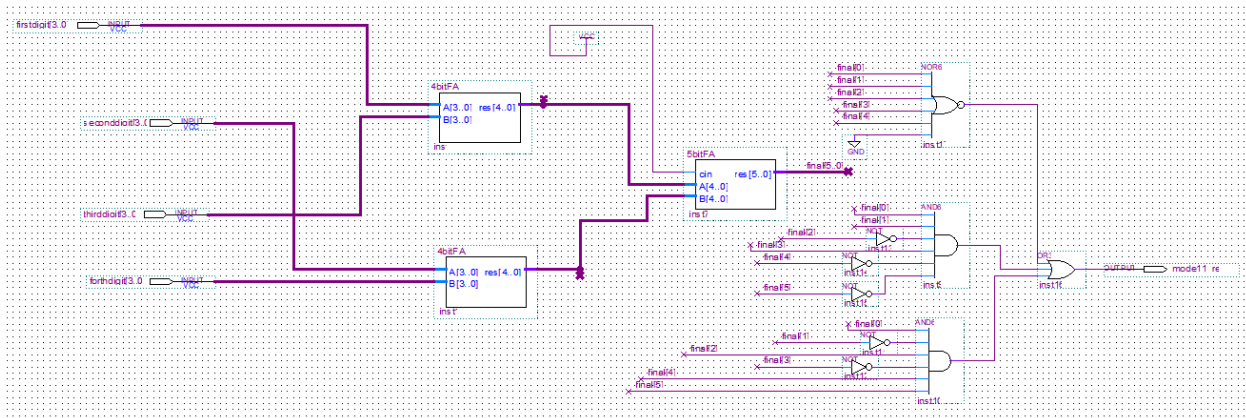 firstdigit[3..0
INPUT
VCC
VCC
4bitFA
A[3..0] res[4..0]
B[3..0]
ins
seconddigit[3..(
INPUT
VCC
5bitFA
cin res[5..0]
A[4..0]
B[4..0]
final[5..0]
thirddigit[3..(
INPUT
VCC
4bitFA
A[3..0] res[4..0]
B[3..0]
forthdigit[3..0
INPUT
VCC
NOR6
final[0]
final[1]
final[2]
final[3]
final[4]
GND
AND6
final[0]
final[1]
final[2]
NOT
final[3]
final[4]
NOT
final[5]
NOT
OUTPUT
mode11 re
AND6
final[0]
final[1]
NOT
final[2]
final[3]
NOT
final[4]
final[5]